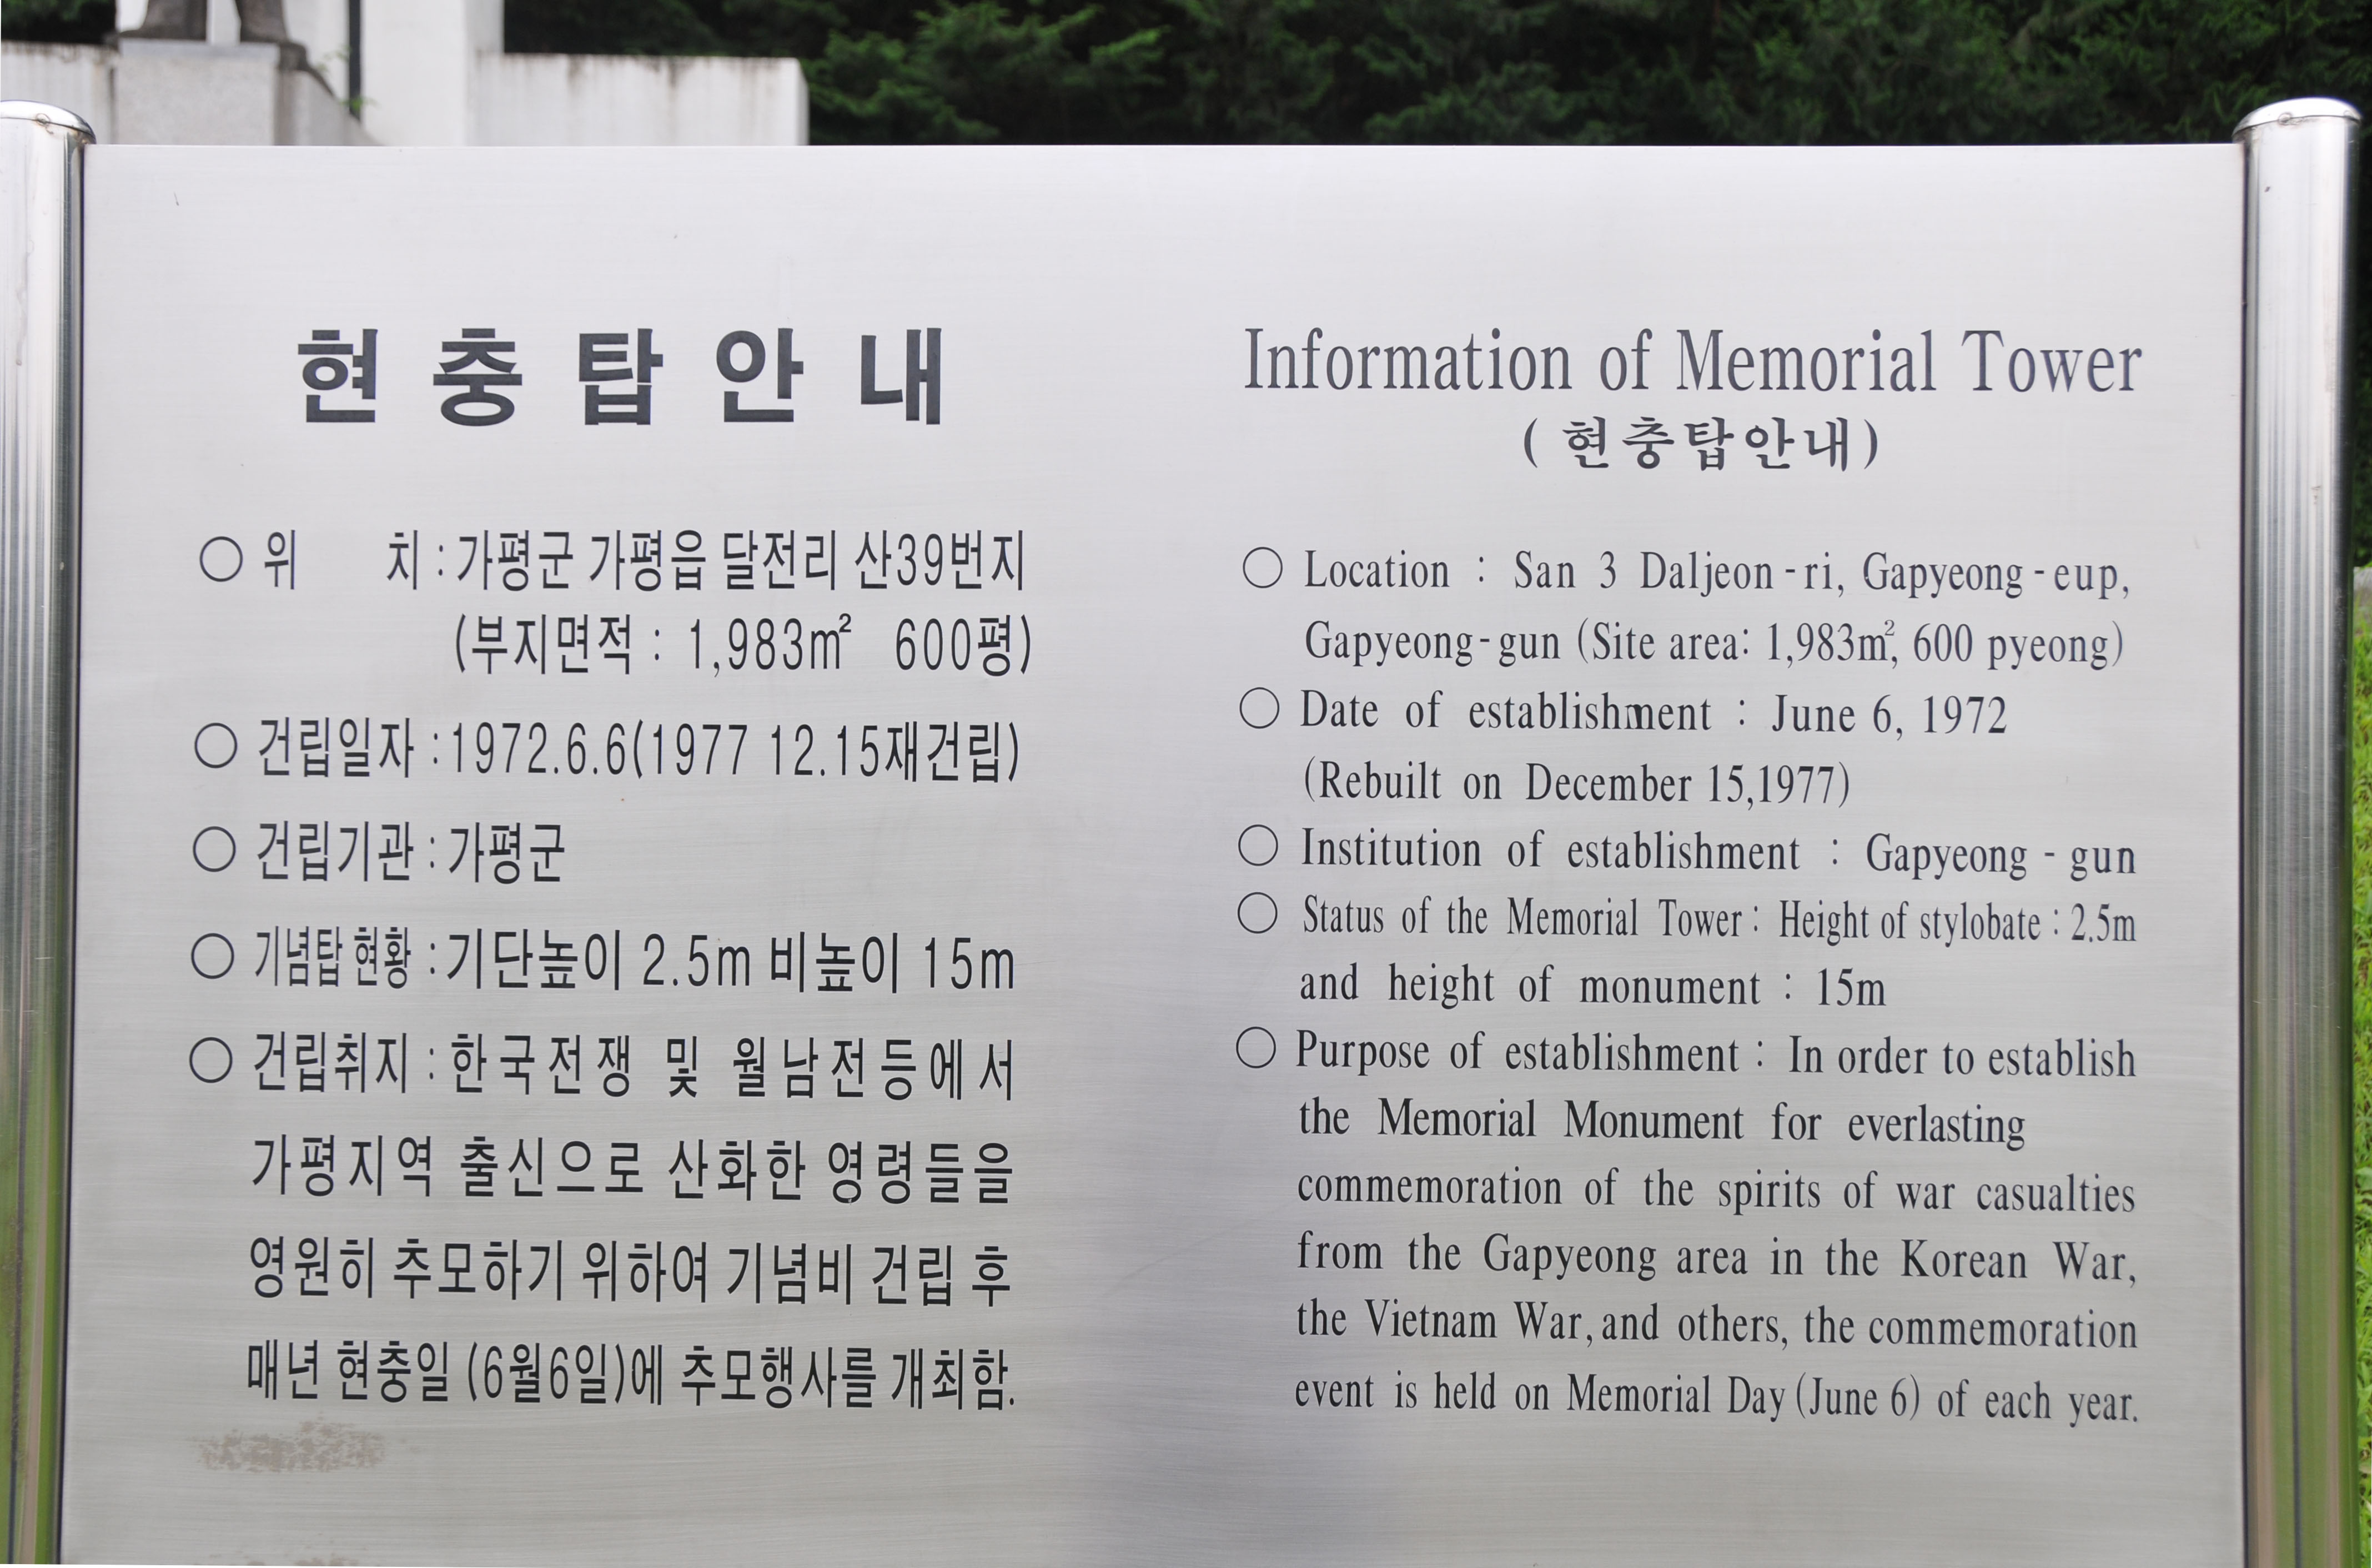 현충탑안내
○ 위 치 : 가평군 가평읍 달전리 산39번지
(부지면적 : 1,983㎡ 600평)
○ 건립일자 : 1972.6.6(1977 12.15재건립)
○ 건립기관 : 가평군
○ 기념탑 현황 : 기단높이 2.5m 비높이 15m
○ 건립취지 : 한국전쟁 및 월남전등에서
가평지역 출신으로 산화한 영령들을
영원히 추모하기 위하여 기념비 건립 후
매년 현충일 (6월6일)에 추모행사를 개최함.
Information of Memorial Tower
( 현충탑안내)
○ Location : San 3 Daljeon-ri, Gapyeong-eup,
Gapyeong-gun (Site area: 1,983㎡, 600 pyeong)
○ Date of establishment : June 6, 1972
(Rebuilt on December 15,1977)
○ Institution of establishment : Gapyeong - gun
○ Status of the Memorial Tower : Height of stylobate : 2.5m
and height of monument : 15m
○ Purpose of establishment : In order to establish
the Memorial Monument for everlasting
commemoration of the spirits of war casualties
from the Gapyeong area in the Korean War,
the Vietnam War, and others, the commemoration
event is held on Memorial Day (June 6) of each year.